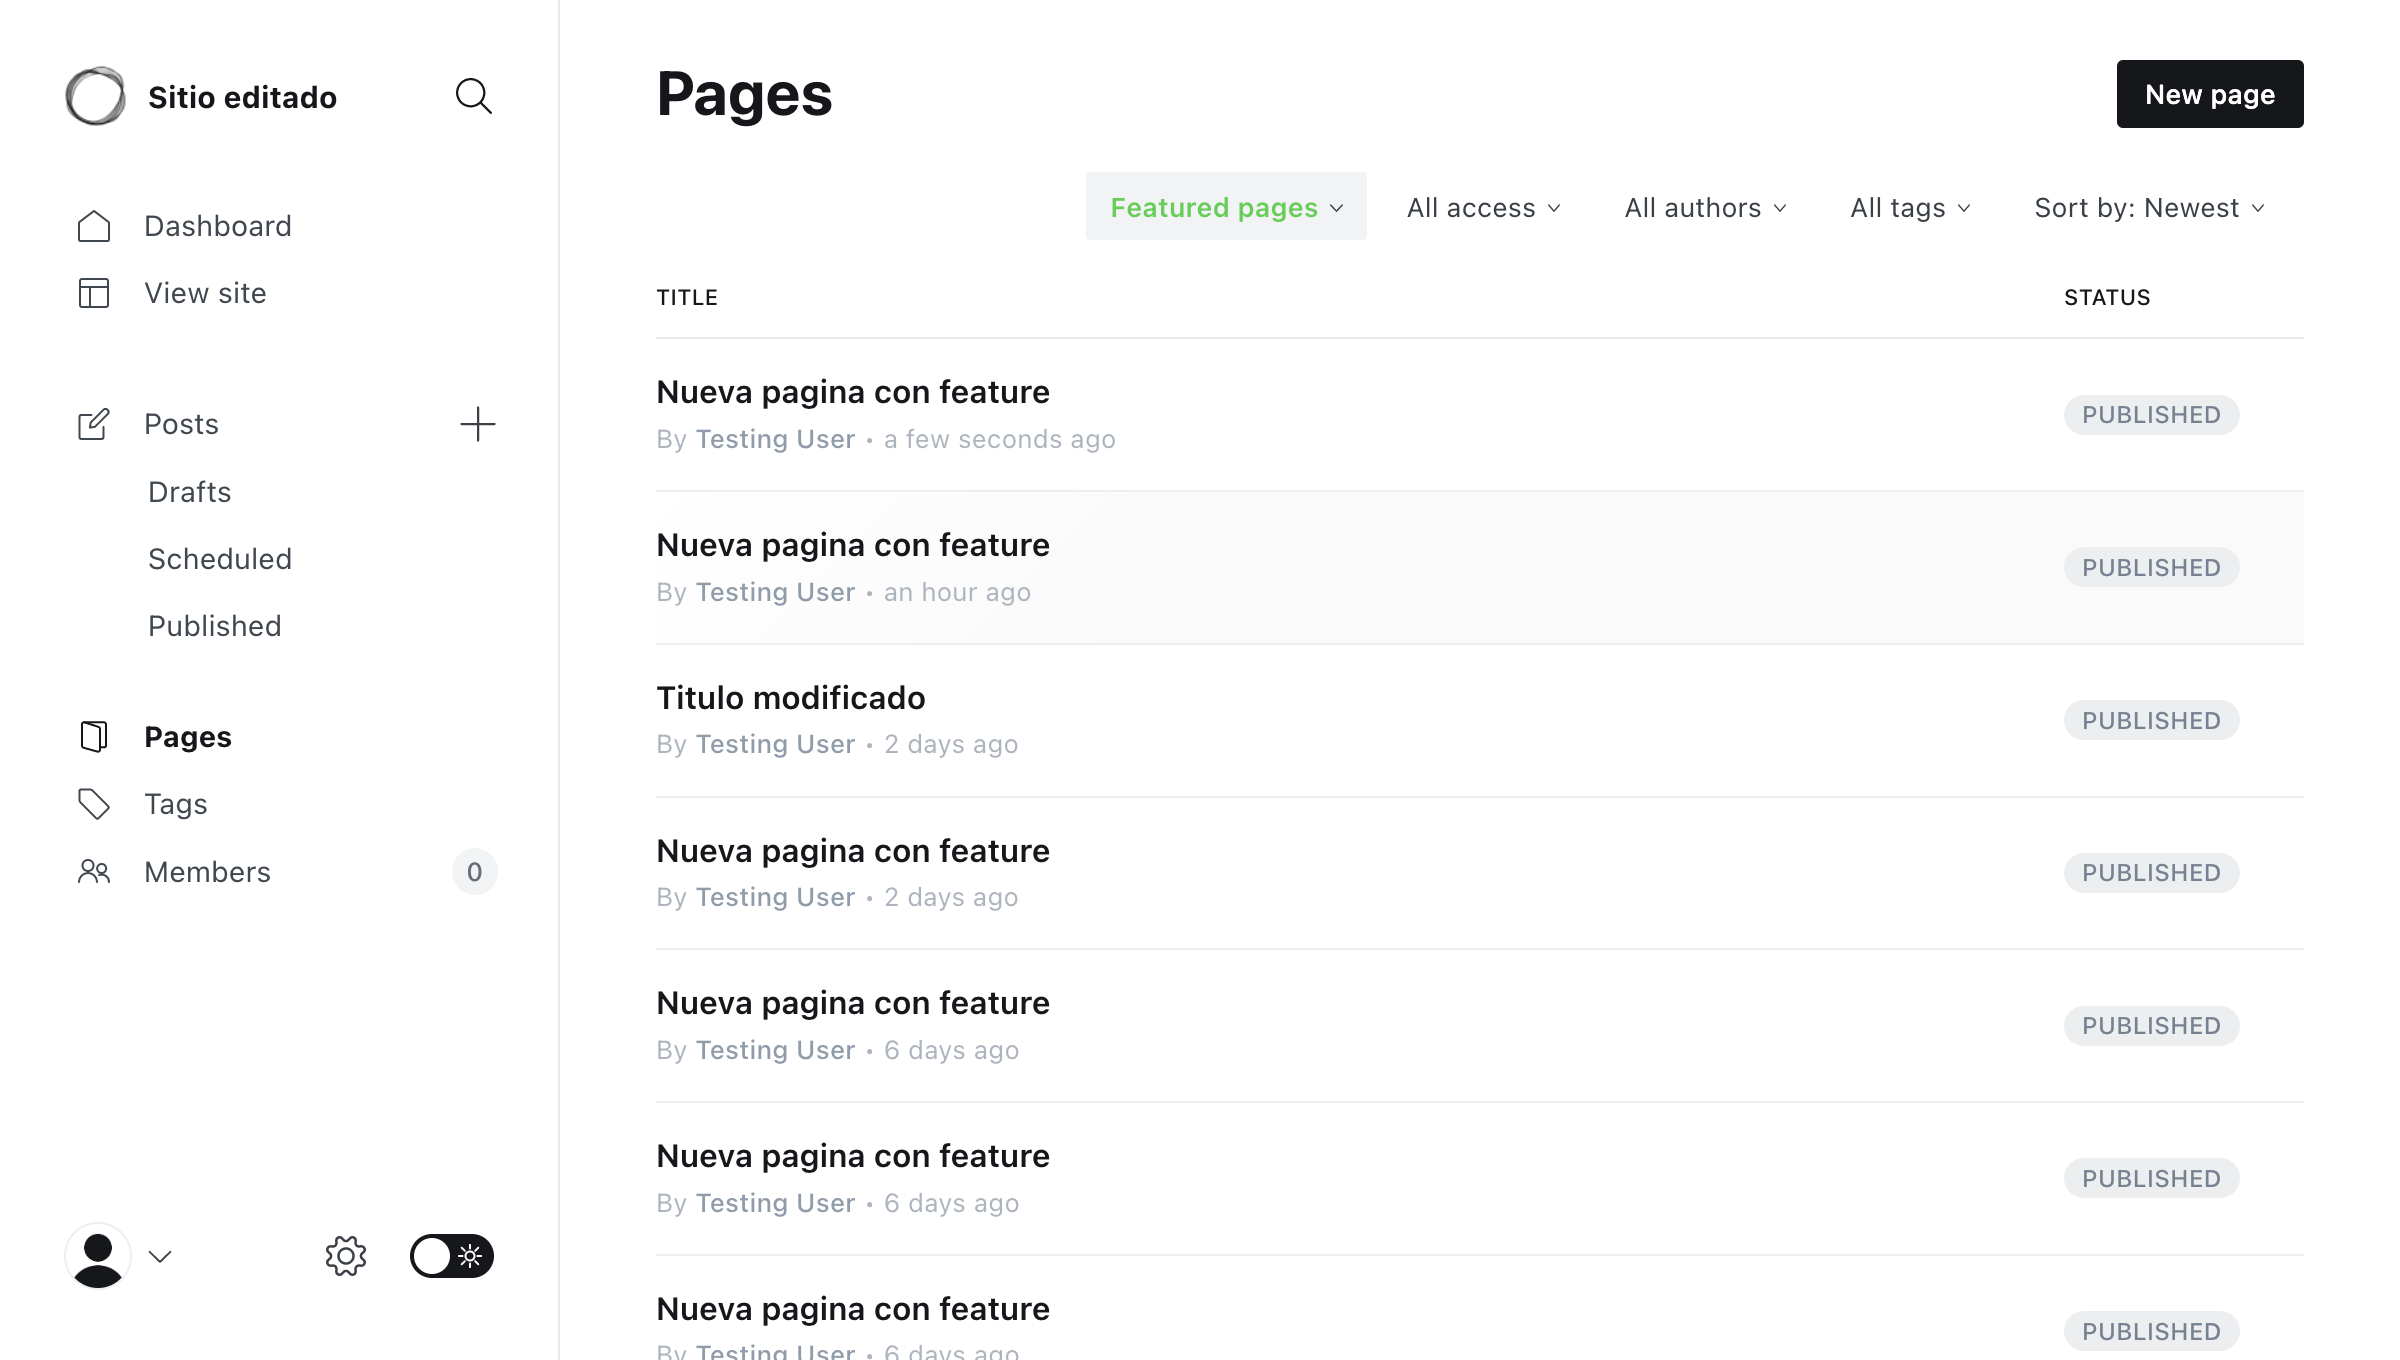 Sitio editado
Dashboard
View site
Posts
Drafts
Scheduled
Published
Pages
Tags
Members 0
Pages
New page
Featured pages All access All authors All tags Sort by: Newest
TITLE STATUS
Nueva pagina con feature
By Testing User • a few seconds ago
PUBLISHED
Nueva pagina con feature
By Testing User • an hour ago
PUBLISHED
Titulo modificado
By Testing User • 2 days ago
PUBLISHED
Nueva pagina con feature
By Testing User • 2 days ago
PUBLISHED
Nueva pagina con feature
By Testing User • 6 days ago
PUBLISHED
Nueva pagina con feature
By Testing User • 6 days ago
PUBLISHED
Nueva pagina con feature
By Testing User • 6 days ago
PUBLISHED